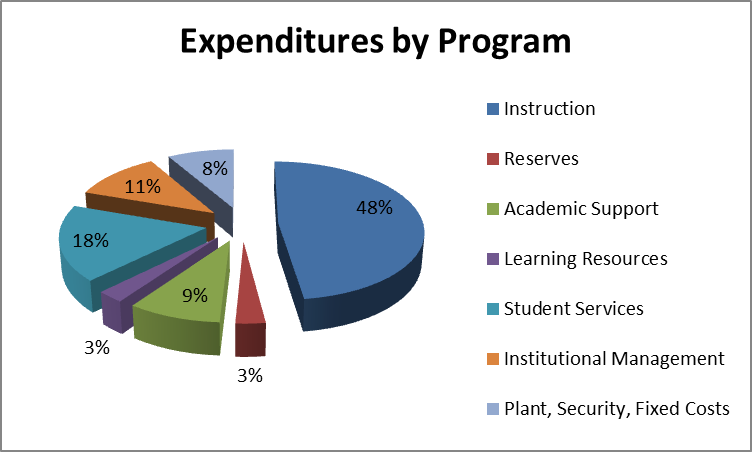 Expenditures by Program
48%
3%
9%
3%
18%
11%
8%
Instruction
Reserves
Academic Support
Learning Resources
Student Services
Institutional Management
Plant, Security, Fixed Costs